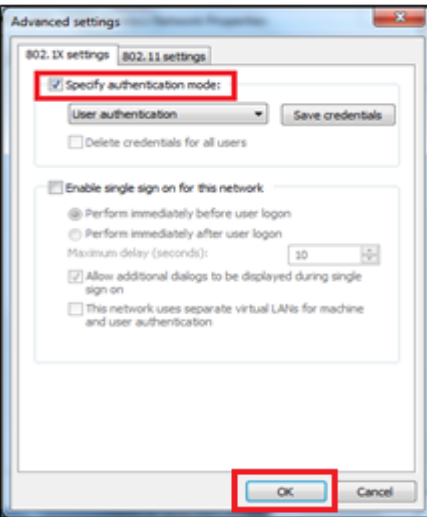 Advanced settings
802.1X settings 802.11 settings
Specify authentication mode:
User authentication Save credentials
Delete credentials for all users
Enable single sign on for this network
Perform immediately before user logon
Perform immediately after user logon
Maximum delay (seconds): 10
Allow additional dialogs to be displayed during single
sign on
This network uses separate virtual LANs for machine
and user authentication
OK Cancel